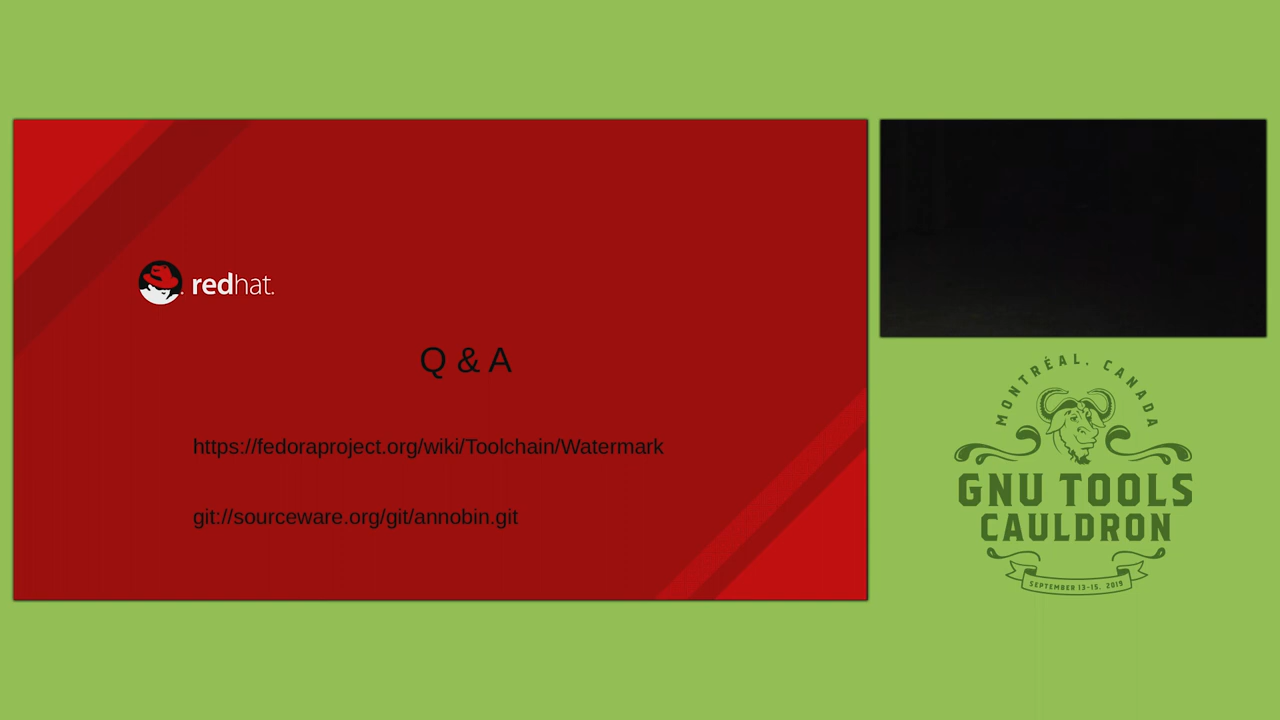 redhat.
Q & A
https://fedoraproject.org/wiki/Toolchain/Watermark
git://sourceware.org/git/annobin.git
MONTRÉAL. CANADA
GNU TOOLS
CAULDRON
SEPTEMBER 13-15, 2019